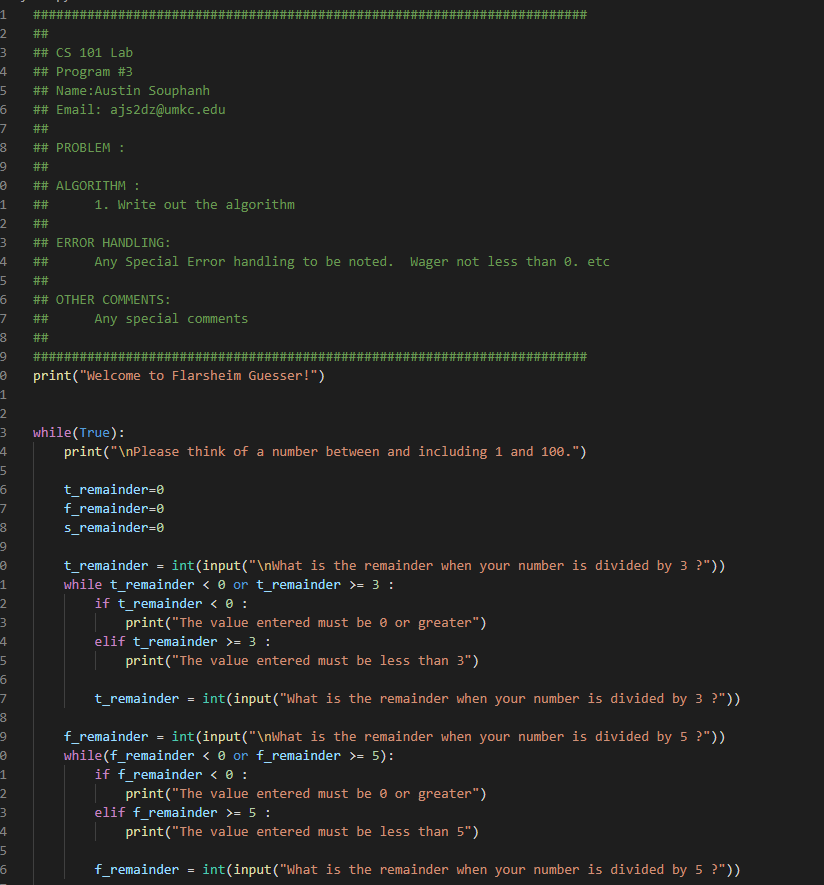 1 ########################################################################
2 ##
3 ## CS 101 Lab
4 ## Program #3
5 ## Name:Austin Souphanh
6 ## Email: ajs2dz@umkc.edu
7 ##
8 ## PROBLEM :
9 ##
0 ## ALGORITHM :
1 ##      1. Write out the algorithm
2 ##
3 ## ERROR HANDLING:
4 ##      Any Special Error handling to be noted.  Wager not less than 0. etc
5 ##
6 ## OTHER COMMENTS:
7 ##      Any special comments
8 ##
9 ########################################################################
0 print("Welcome to Flarsheim Guesser!")
1
2
3 while(True):
4     print("\nPlease think of a number between and including 1 and 100.")
5
6     t_remainder=0
7     f_remainder=0
8     s_remainder=0
9
0     t_remainder = int(input("\nWhat is the remainder when your number is divided by 3 ?"))
1     while t_remainder < 0 or t_remainder >= 3 :
2         if t_remainder < 0 :
3             print("The value entered must be 0 or greater")
4         elif t_remainder >= 3 :
5             print("The value entered must be less than 3")
6
7         t_remainder = int(input("What is the remainder when your number is divided by 3 ?"))
8
9     f_remainder = int(input("\nWhat is the remainder when your number is divided by 5 ?"))
0     while(f_remainder < 0 or f_remainder >= 5):
1         if f_remainder < 0 :
2             print("The value entered must be 0 or greater")
3         elif f_remainder >= 5 :
4             print("The value entered must be less than 5")
5
6         f_remainder = int(input("What is the remainder when your number is divided by 5 ?"))